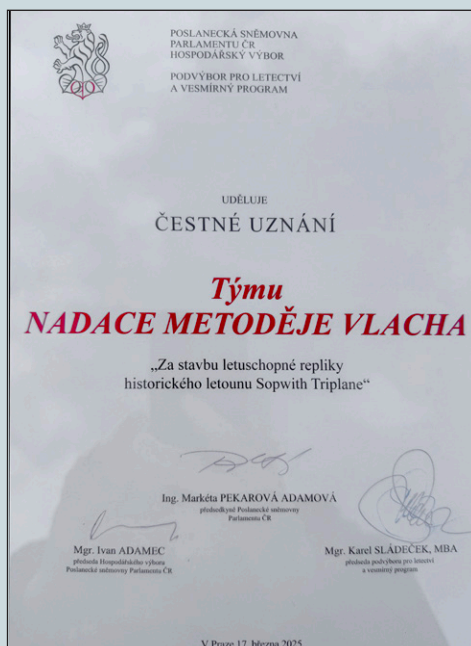 POSLANECKÁ SNĚMOVNA
PARLAMENTU ČR
HOSPODÁŘSKÝ VÝBOR
PODVÝBOR PRO LETECTVÍ
A VESMÍRNÝ PROGRAM
UDĚLUJE
ČESTNÉ UZNÁNÍ
Týmu
NADACE METODĚJE VLACHA
„Za stavbu letuschopné repliky
historického letounu Sopwith Triplane“
Ing. Markéta PEKAROVÁ ADAMOVÁ
předsedkyně Poslanecké sněmovny
Parlamentu ČR
Mgr. Ivan ADAMEC
předseda Hospodářského výboru
Poslanecké sněmovny Parlamentu ČR
Mgr. Karel SLÁDEČEK, MBA
předseda podvýboru pro letectví
a vesmírný program
V Praze 17. března 2025